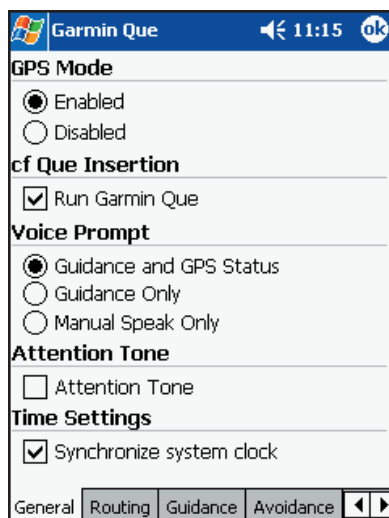 Garmin Que 11:15 ok
GPS Mode
Enabled
Disabled
cf Que Insertion
Run Garmin Que
Voice Prompt
Guidance and GPS Status
Guidance Only
Manual Speak Only
Attention Tone
Attention Tone
Time Settings
Synchronize system clock
General Routing Guidance Avoidance